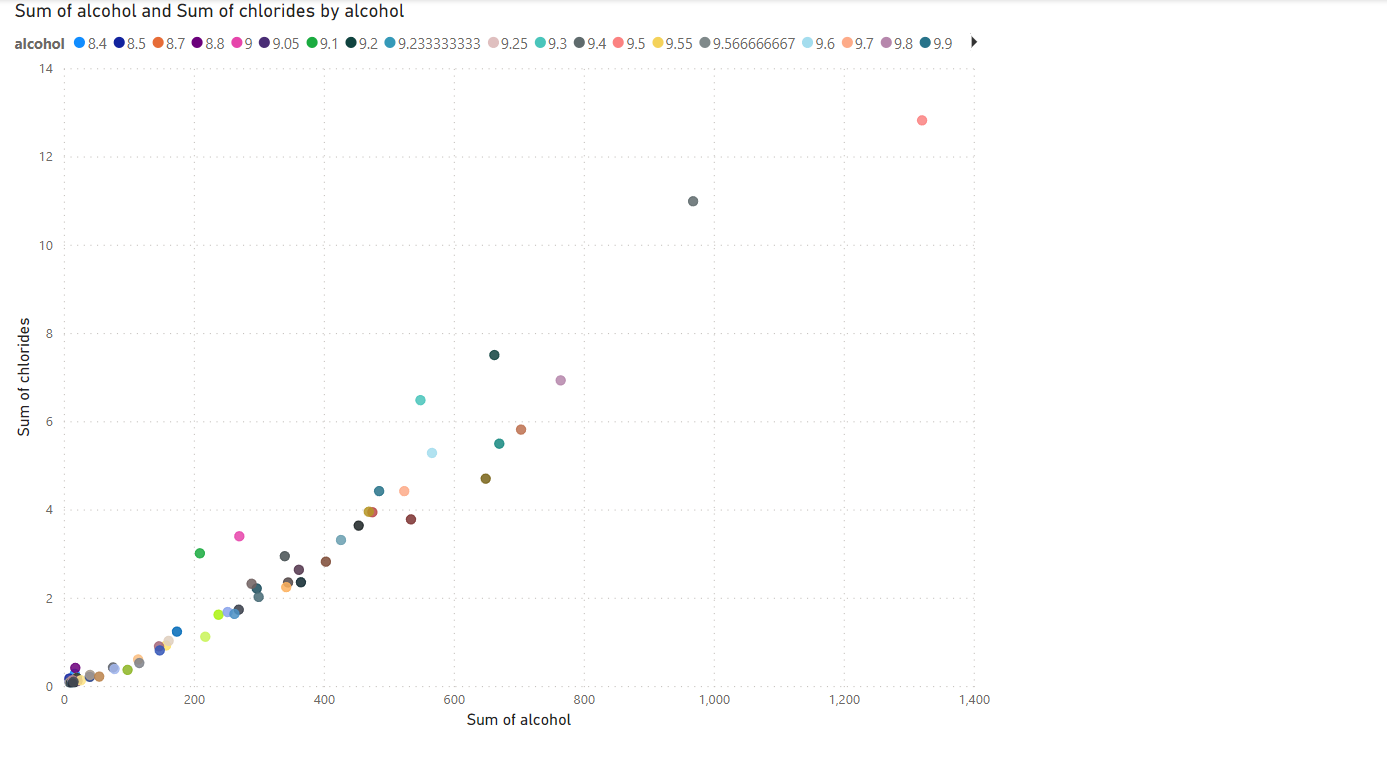 Sum of alcohol and Sum of chlorides by alcohol
alcohol 8.4 8.5 8.7 8.8 9 9.05 9.1 9.2 9.233333333 9.25 9.3 9.4 9.5 9.55 9.566666667 9.6 9.7 9.8 9.9
14
12
10
8
6
4
2
0
Sum of chlorides
0 200 400 600 800 1,000 1,200 1,400
Sum of alcohol